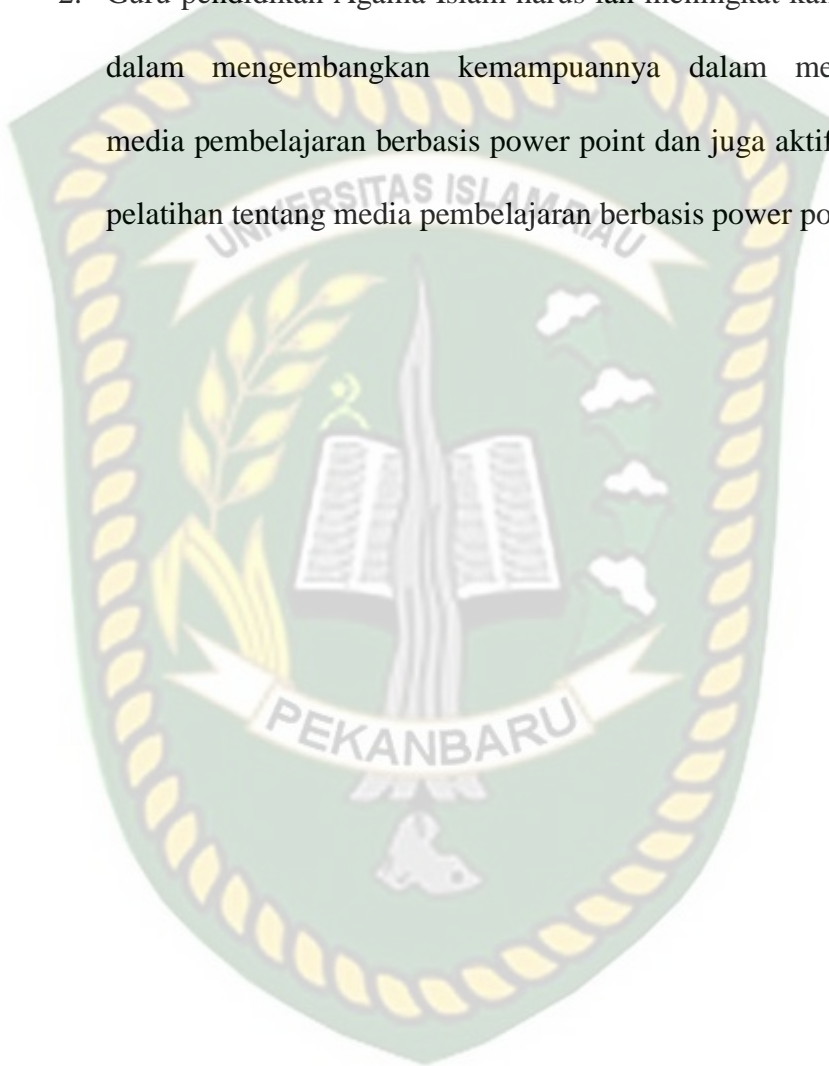 2. Guru pendidikan Agama Islam harus lah meningkat kan
dalam mengembangkan kemampuannya dalam me
media pembelajaran berbasis power point dan juga aktif
pelatihan tentang media pembelajaran berbasis power po
UNIVERSITAS ISLAM RIAU
PEKANBARU